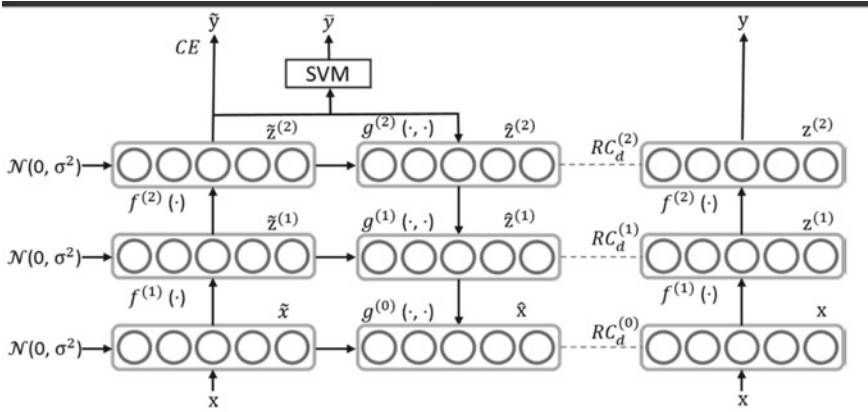 ỹ ȳ y
CE
SVM
z̃⁽²⁾ g⁽²⁾ (·, ·) ẑ⁽²⁾ z⁽²⁾
𝒩(0, σ²) RC_d⁽²⁾
f⁽²⁾ (·) f⁽²⁾ (·)
z̃⁽¹⁾ g⁽¹⁾ (·, ·) ẑ⁽¹⁾ z⁽¹⁾
𝒩(0, σ²) RC_d⁽¹⁾
f⁽¹⁾ (·) f⁽¹⁾ (·)
x̃ g⁽⁰⁾ (·, ·) x̂ x
𝒩(0, σ²) RC_d⁽⁰⁾
x x